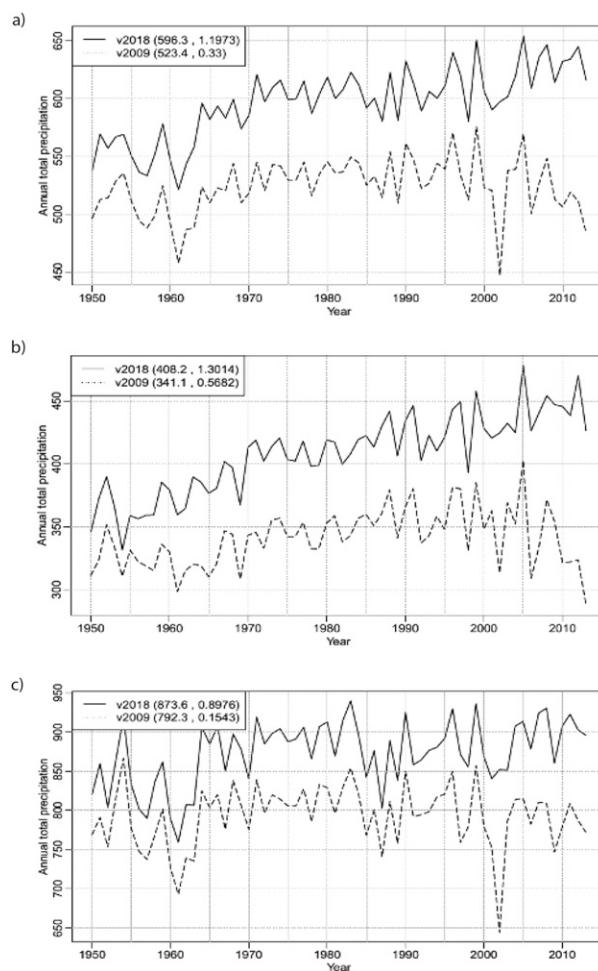 a)
v2018 (596.3 , 1.1973)
v2009 (523.4 , 0.33)
Annual total precipitation
650
600
550
500
450
1950 1960 1970 1980 1990 2000 2010
Year
b)
v2018 (408.2 , 1.3014)
v2009 (341.1 , 0.5682)
Annual total precipitation
450
400
350
300
1950 1960 1970 1980 1990 2000 2010
Year
c)
v2018 (873.6 , 0.8976)
v2009 (792.3 , 0.1543)
Annual total precipitation
950
900
850
800
750
700
650
1950 1960 1970 1980 1990 2000 2010
Year